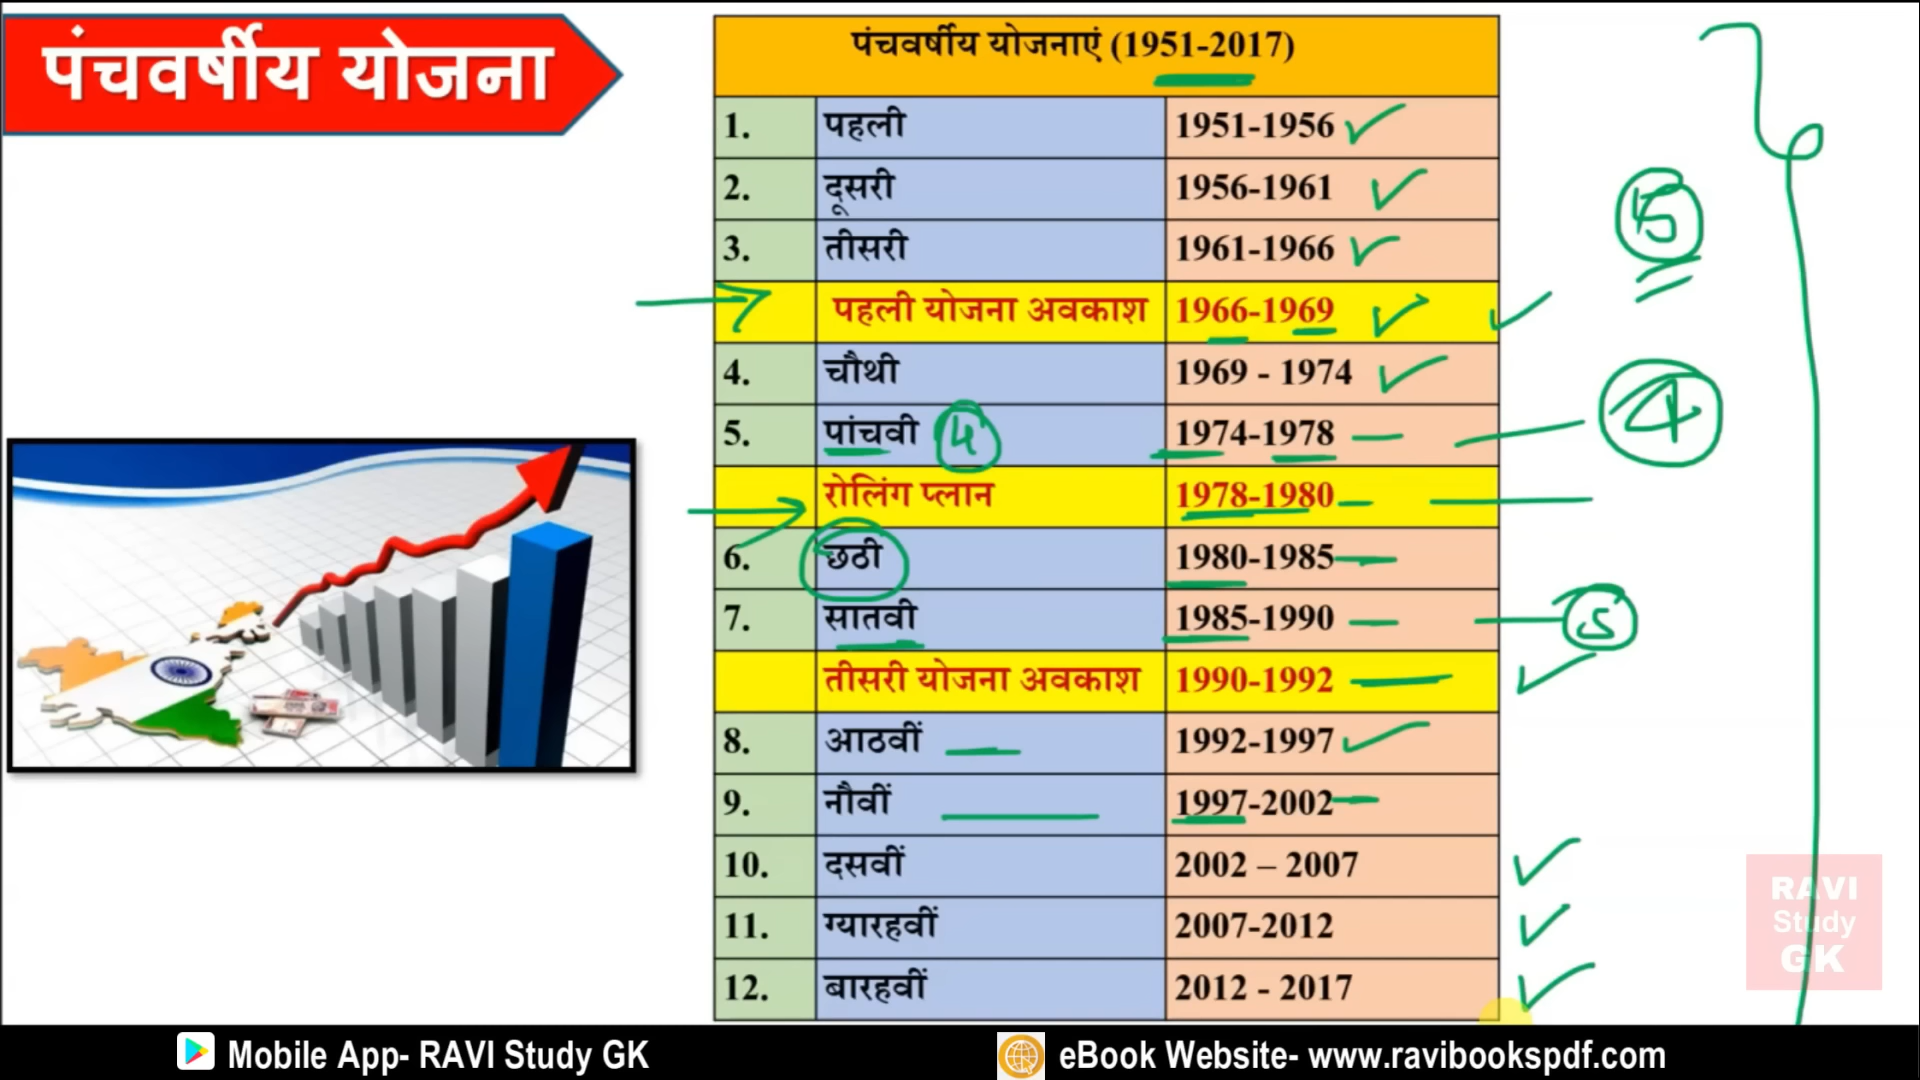 पंचवर्षीय योजना
पंचवर्षीय योजनाएं (1951-2017)
1. पहली 1951-1956
2. दूसरी 1956-1961
3. तीसरी 1961-1966
पहली योजना अवकाश 1966-1969
4. चौथी 1969 - 1974
5. पांचवी 4 1974-1978
रोलिंग प्लान 1978-1980
6. छठी 1980-1985
7. सातवी 1985-1990
तीसरी योजना अवकाश 1990-1992
8. आठवीं 1992-1997
9. नौवीं 1997-2002
10. दसवीं 2002 – 2007
11. ग्यारहवीं 2007-2012
12. बारहवीं 2012 - 2017
5
4
5
RAVI
Study
GK
Mobile App- RAVI Study GK
eBook Website- www.ravibookspdf.com